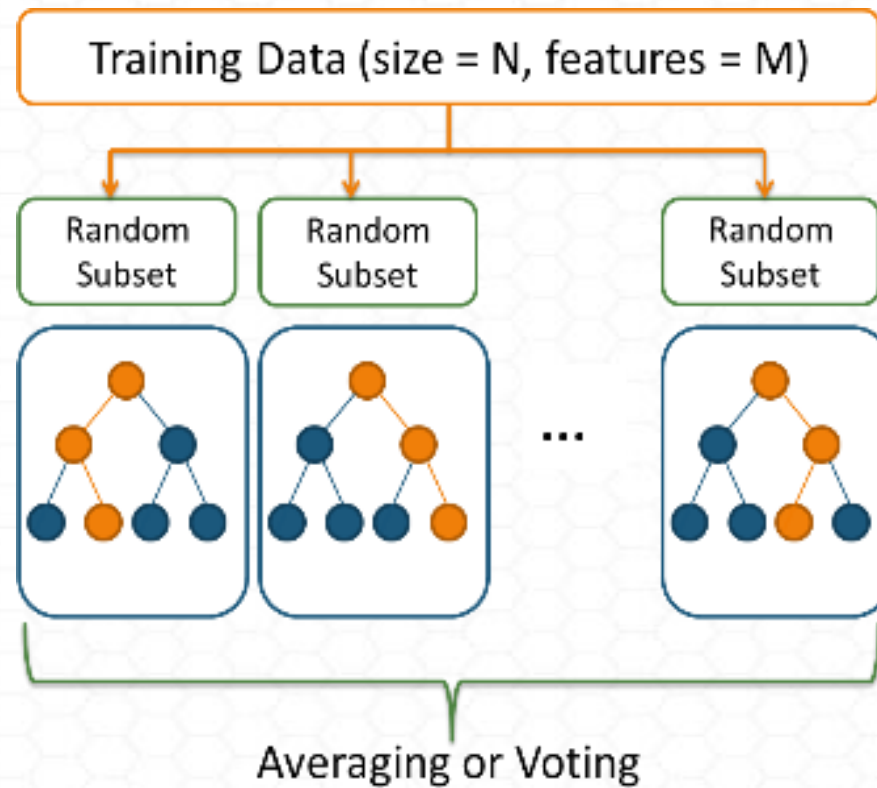 Training Data (size = N, features = M)
Random
Subset
Random
Subset
Random
Subset
...
Averaging or Voting